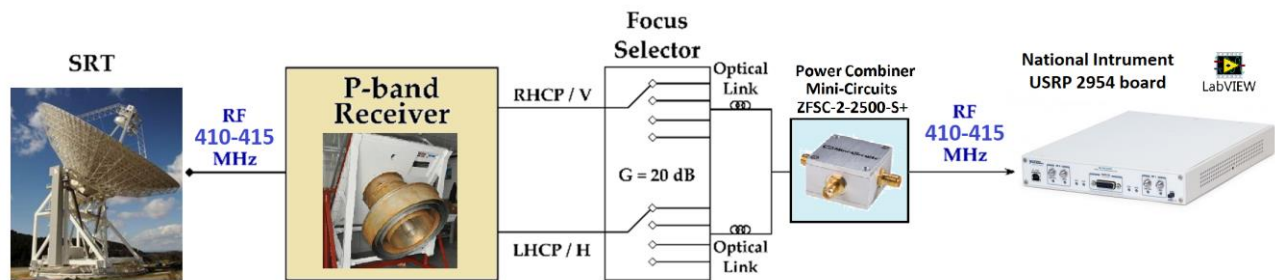 SRT
RF
410-415
MHz
P-band
Receiver
RHCP / V
LHCP / H
Focus
Selector
G = 20 dB
Optical
Link
Optical
Link
Power Combiner
Mini-Circuits
ZFSC-2-2500-S+
RF
410-415
MHz
National Intrument
USRP 2954 board
LabVIEW